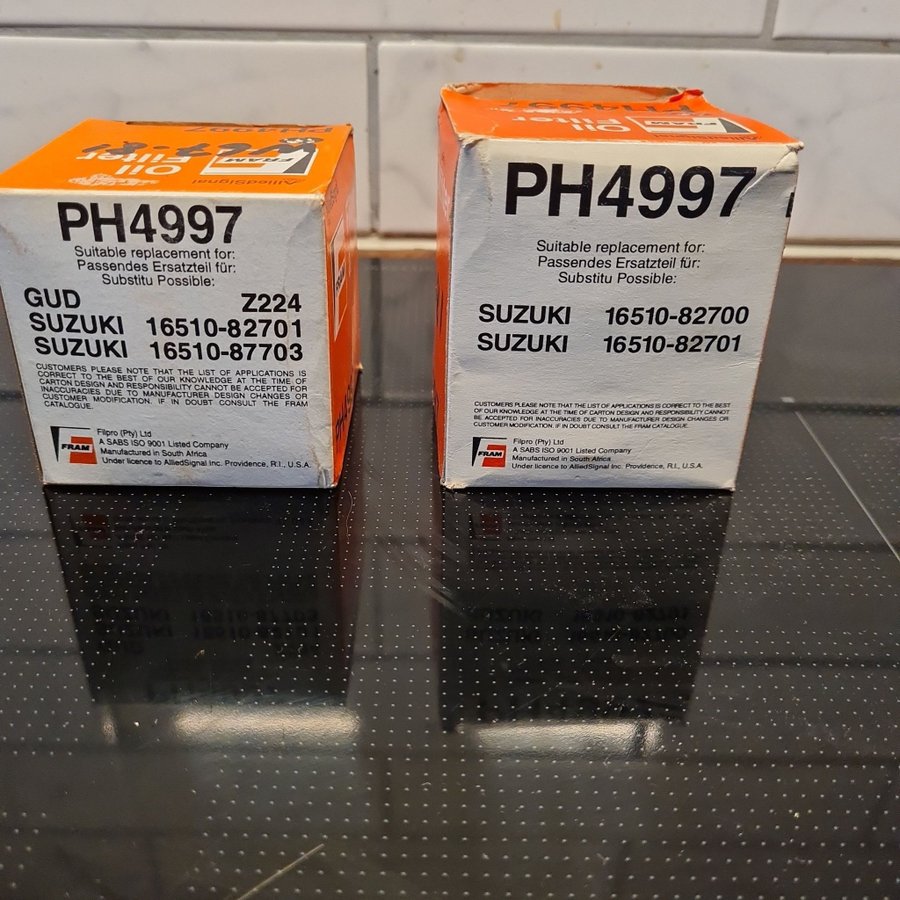 PH4997
Oil
Filter
FRAM
AlliedSignal
PH4997
Suitable replacement for:
Passendes Ersatzteil für:
Substitu Possible:
GUD Z224
SUZUKI 16510-82701
SUZUKI 16510-87703
CUSTOMERS PLEASE NOTE THAT THE LIST OF APPLICATIONS IS
CORRECT TO THE BEST OF OUR KNOWLEDGE AT THE TIME OF
CARTON DESIGN AND RESPONSIBILITY CANNOT BE ACCEPTED FOR
INACCURACIES DUE TO MANUFACTURER DESIGN CHANGES OR
CUSTOMER MODIFICATION. IF IN DOUBT CONSULT THE FRAM
CATALOGUE.
FRAM
Filpro (Pty) Ltd
A SABS ISO 9001 Listed Company
Manufactured in South Africa
Under licence to AlliedSignal Inc. Providence, R.I., U.S.A.
PH4997
Oil
Filter
FRAM
AlliedSignal
PH4997
Suitable replacement for:
Passendes Ersatzteil für:
Substitu Possible:
SUZUKI 16510-82700
SUZUKI 16510-82701
CUSTOMERS PLEASE NOTE THAT THE LIST OF APPLICATIONS IS CORRECT TO THE BEST
OF OUR KNOWLEDGE AT THE TIME OF CARTON DESIGN AND RESPONSIBILITY CANNOT
BE ACCEPTED FOR INACCURACIES DUE TO MANUFACTURER DESIGN CHANGES OR
CUSTOMER MODIFICATION. IF IN DOUBT CONSULT THE FRAM CATALOGUE.
FRAM
Filpro (Pty) Ltd
A SABS ISO 9001 Listed Company
Manufactured in South Africa
Under licence to AlliedSignal Inc. Providence, R.I., U.S.A.